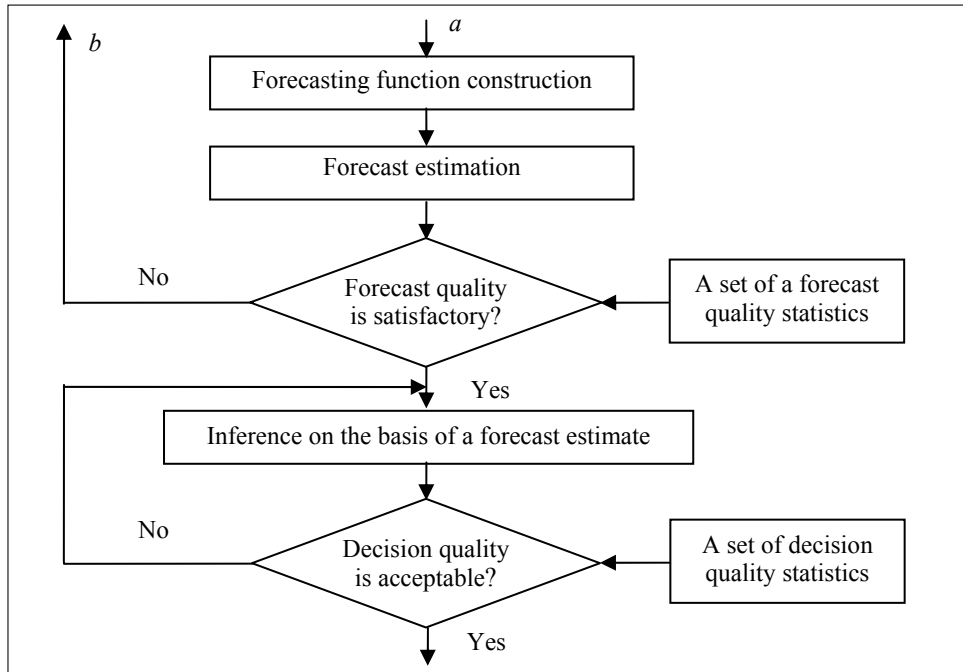 a
b
Forecasting function construction
Forecast estimation
No
Forecast quality
is satisfactory?
A set of a forecast
quality statistics
Yes
Inference on the basis of a forecast estimate
No
Decision quality
is acceptable?
A set of decision
quality statistics
Yes